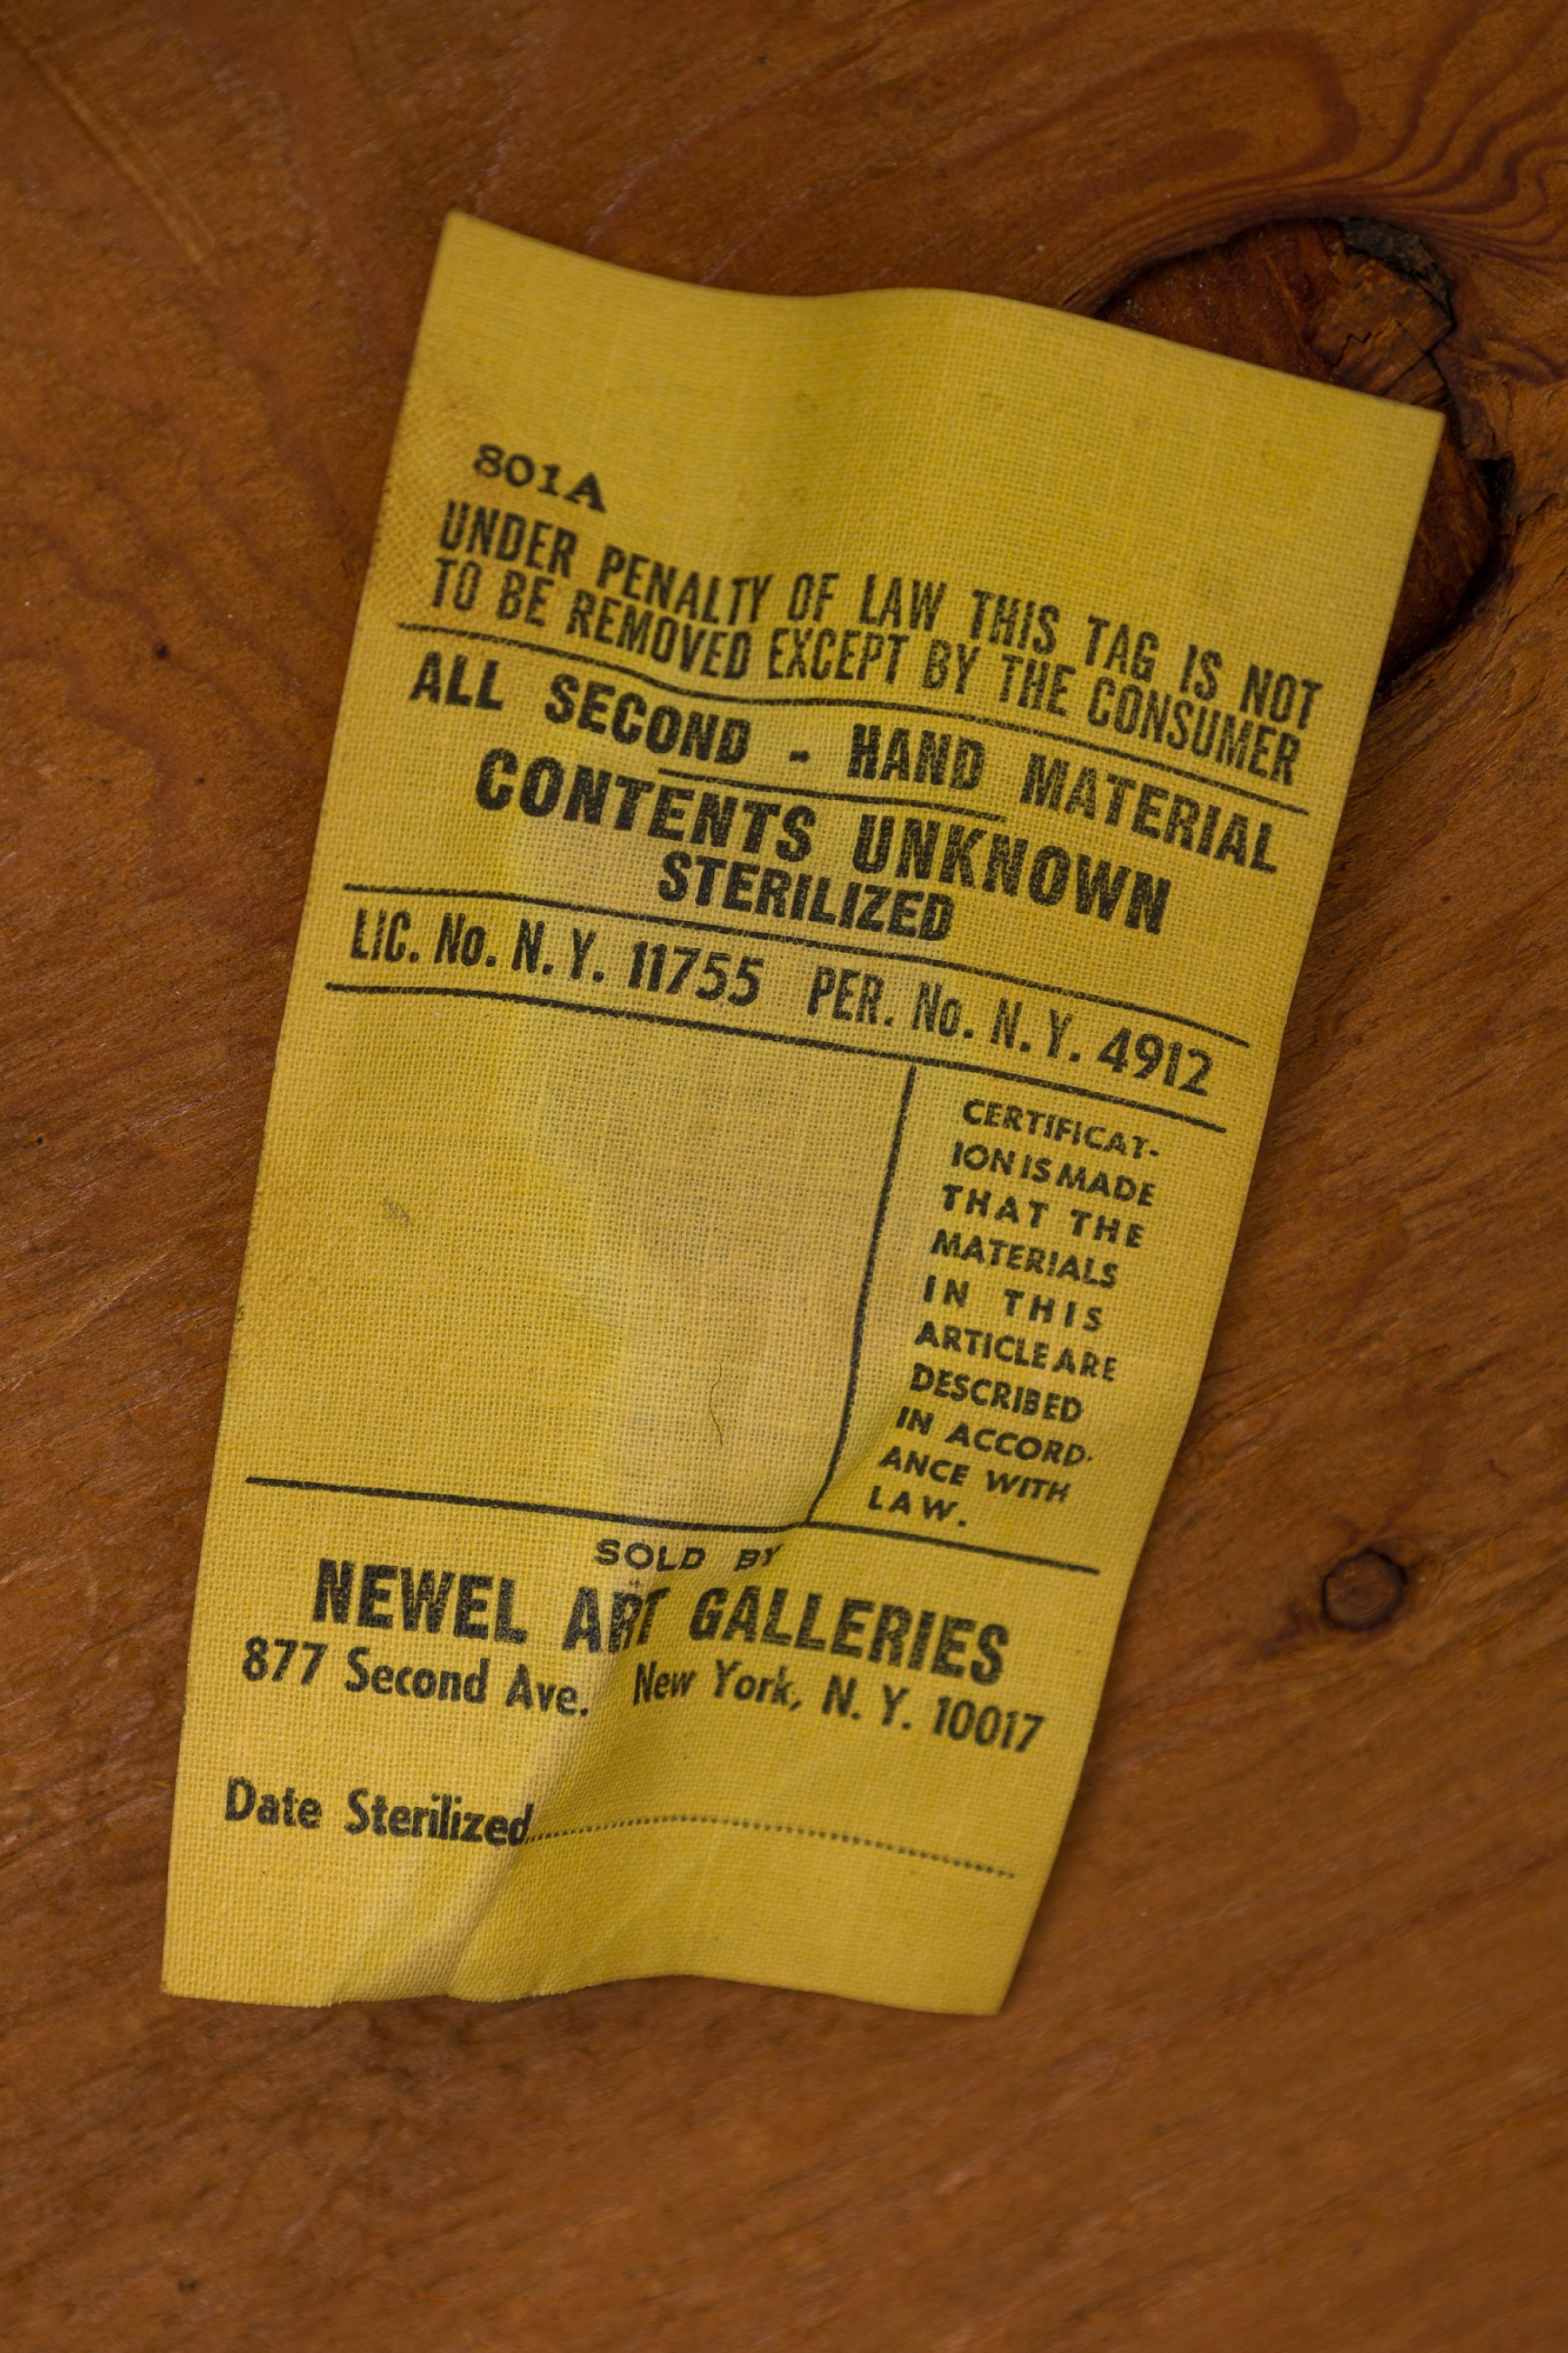 801A
UNDER PENALTY OF LAW THIS TAG IS NOT
TO BE REMOVED EXCEPT BY THE CONSUMER
ALL SECOND - HAND MATERIAL
CONTENTS UNKNOWN
STERILIZED
LIC. No. N. Y. 11755 PER. No. N. Y. 4912
CERTIFICAT-
ION IS MADE
THAT THE
MATERIALS
IN THIS
ARTICLE ARE
DESCRIBED
IN ACCORD-
ANCE WITH
LAW.
SOLD BY
NEWEL ART GALLERIES
877 Second Ave. New York, N. Y. 10017
Date Sterilized